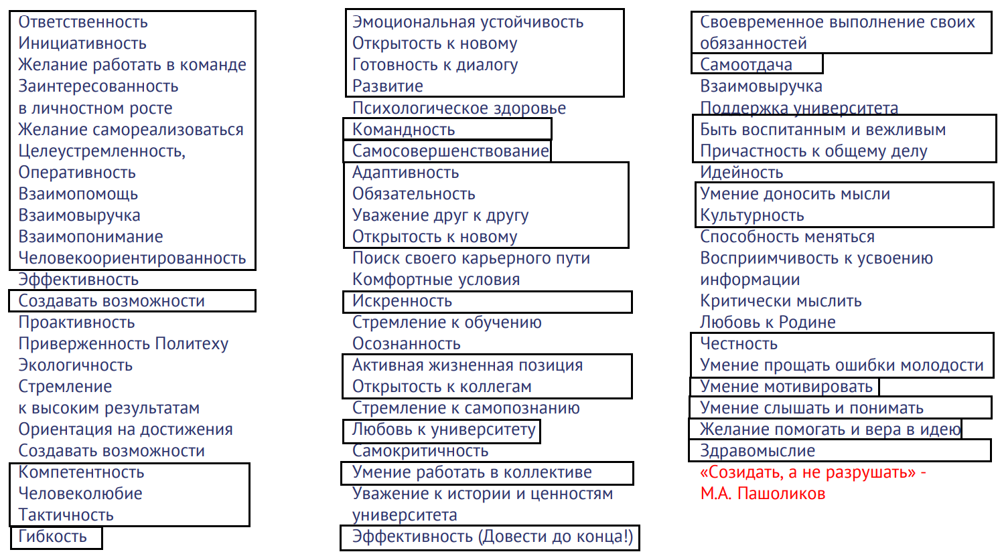 Ответственность
Инициативность
Желание работать в команде
Заинтересованность
в личностном росте
Желание самореализоваться
Целеустремленность,
Оперативность
Взаимопомощь
Взаимовыручка
Взаимопонимание
Человекоориентированность
Эффективность
Создавать возможности
Проактивность
Приверженность Политеху
Экологичность
Стремление
к высоким результатам
Ориентация на достижения
Создавать возможности
Компетентность
Человеколюбие
Тактичность
Гибкость
Эмоциональная устойчивость
Открытость к новому
Готовность к диалогу
Развитие
Психологическое здоровье
Командность
Самосовершенствование
Адаптивность
Обязательность
Уважение друг к другу
Открытость к новому
Поиск своего карьерного пути
Комфортные условия
Искренность
Стремление к обучению
Осознанность
Активная жизненная позиция
Открытость к коллегам
Стремление к самопознанию
Любовь к университету
Самокритичность
Умение работать в коллективе
Уважение к истории и ценностям
университета
Эффективность (Довести до конца!)
Своевременное выполнение своих
обязанностей
Самоотдача
Взаимовыручка
Поддержка университета
Быть воспитанным и вежливым
Причастность к общему делу
Идейность
Умение доносить мысли
Культурность
Способность меняться
Восприимчивость к усвоению
информации
Критически мыслить
Любовь к Родине
Честность
Умение прощать ошибки молодости
Умение мотивировать
Умение слышать и понимать
Желание помогать и вера в идею
Здравомыслие
«Созидать, а не разрушать» -
М.А. Пашоликов